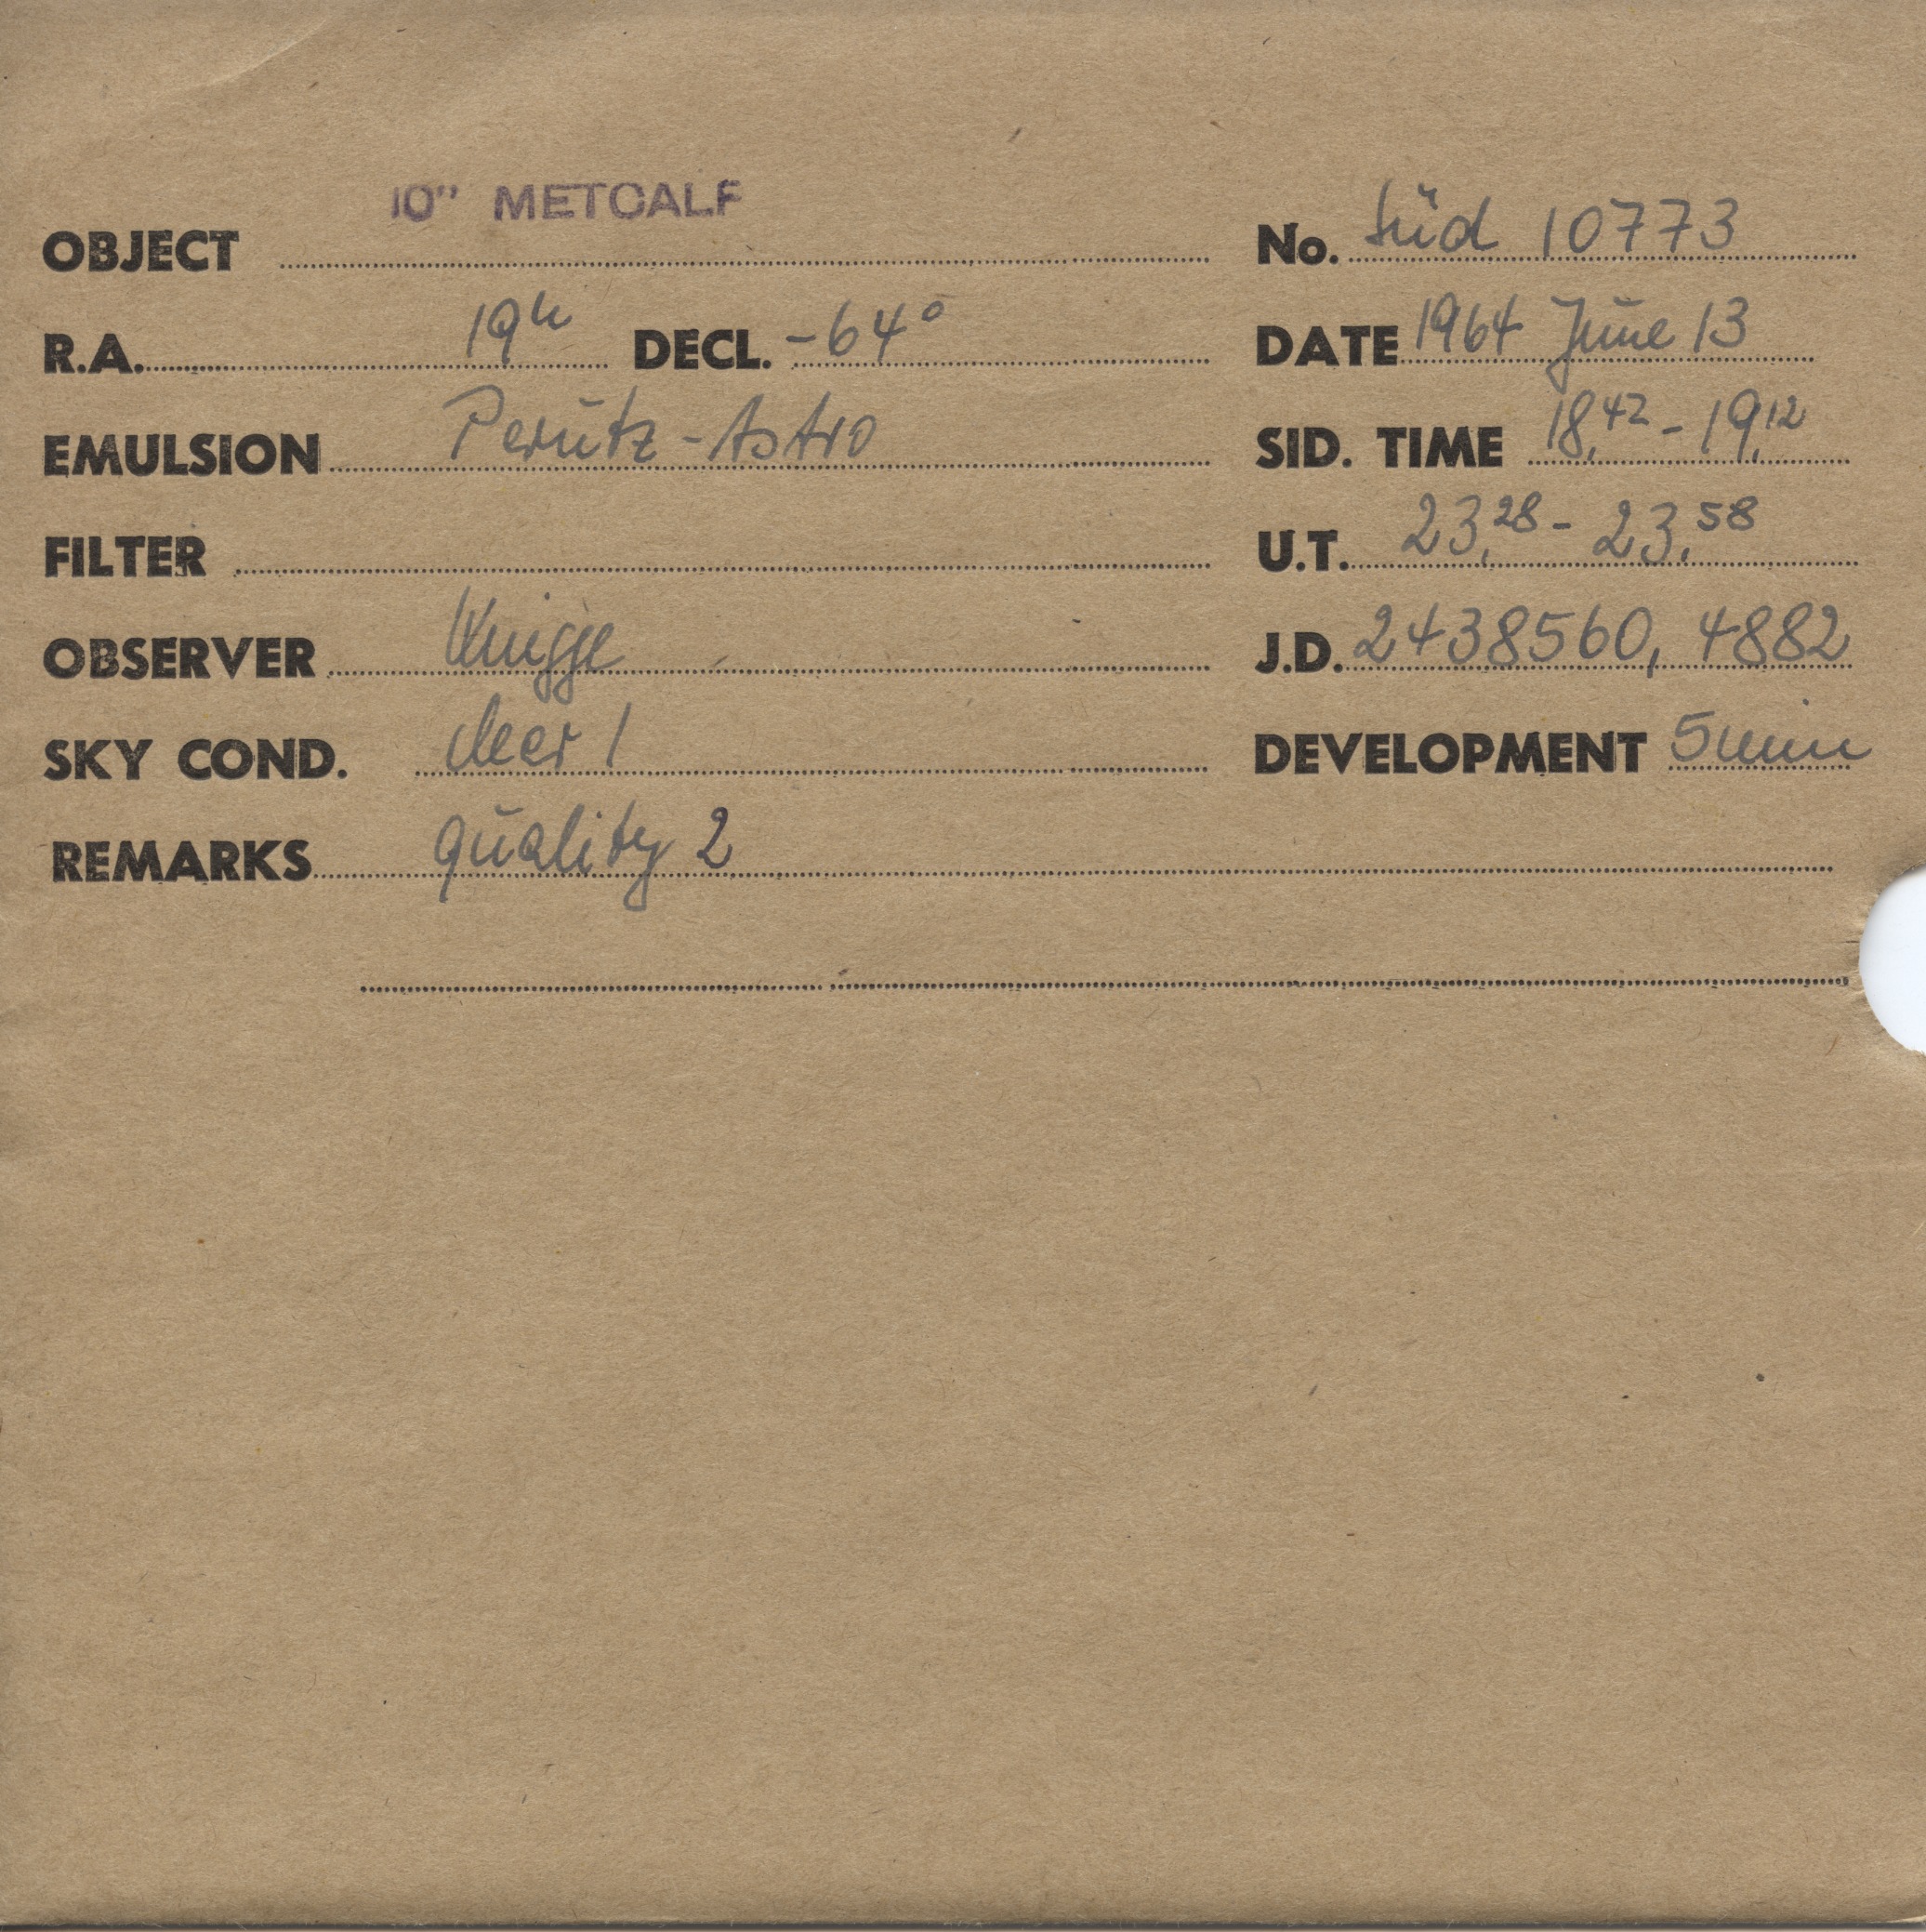 10" METCALF
OBJECT No. Süd 10773
R.A. 19h DECL. -64° DATE 1964 June 13
EMULSION Perutz-Astro SID. TIME 18,42 - 19,12
FILTER U.T. 23,28 - 23,58
OBSERVER Knigge J.D. 2438560, 4882
SKY COND. clear 1 DEVELOPMENT 5 min
REMARKS quality 2